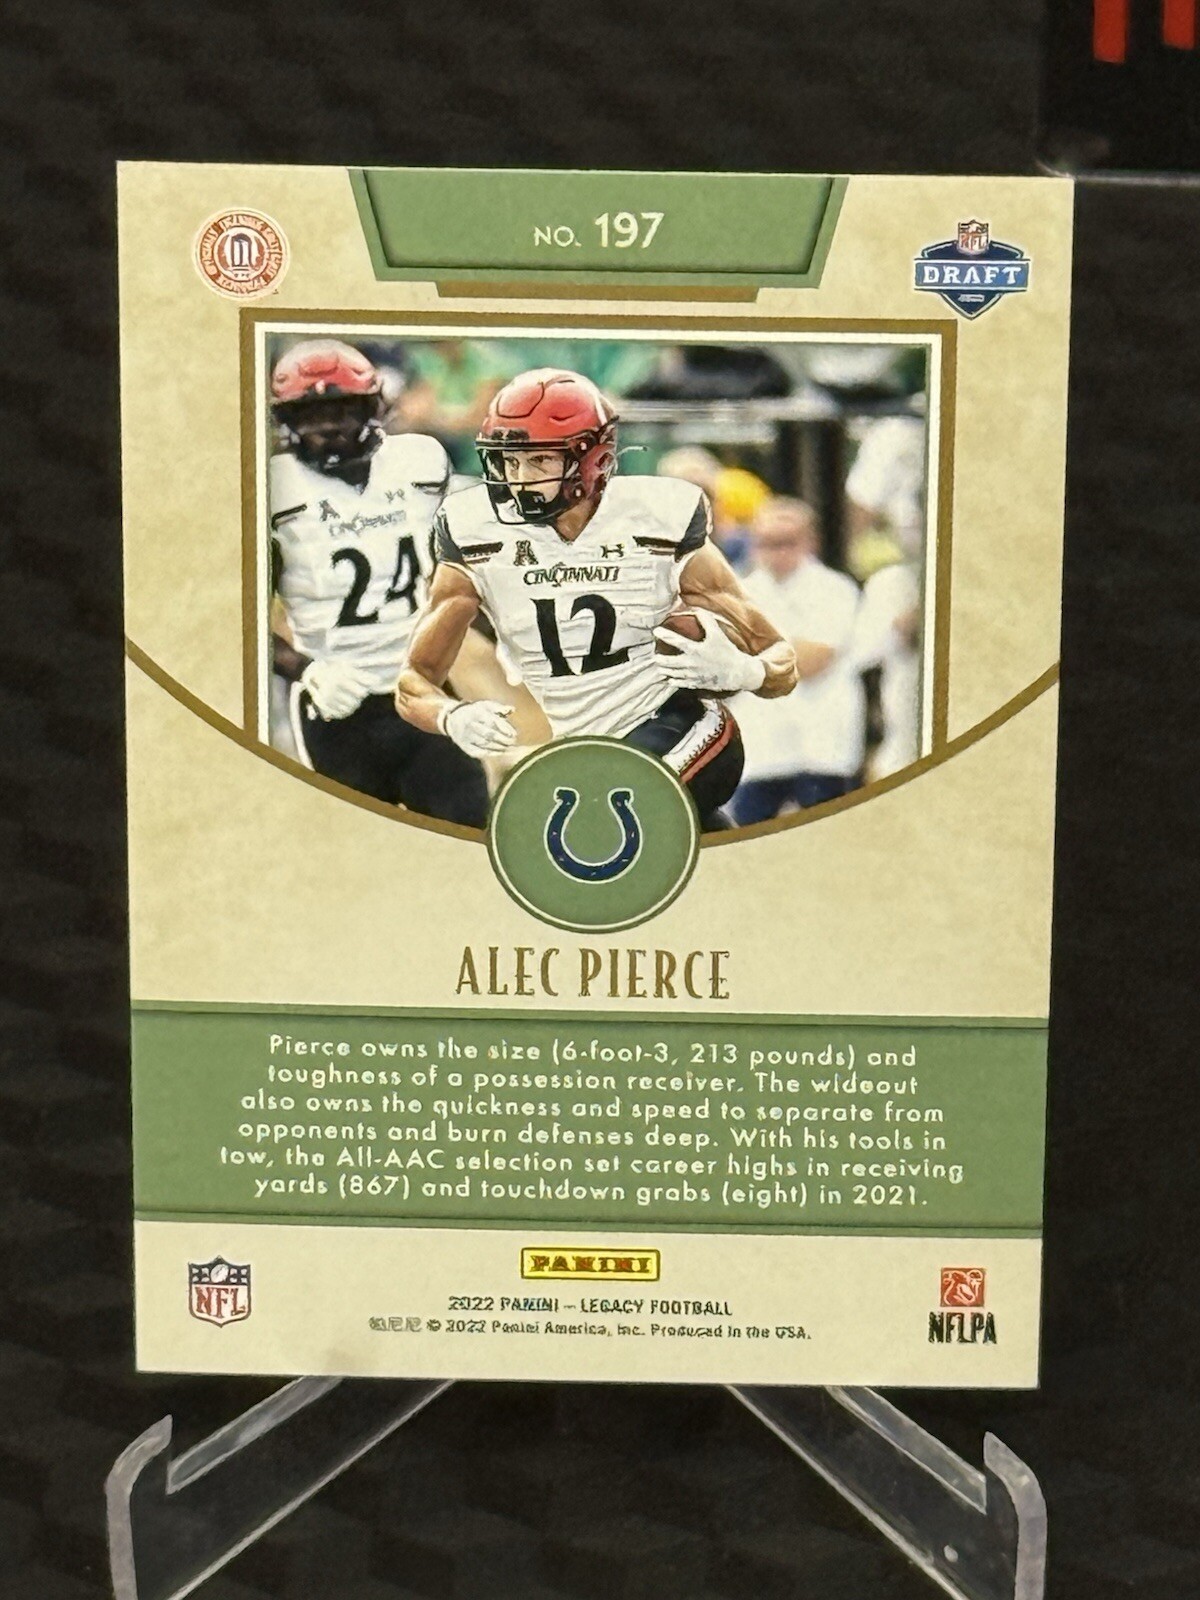 NO. 197
NFL
DRAFT
24
CINCINNATI
12
ALEC PIERCE
Pierce owns the size (6-foot-3, 213 pounds) and
toughness of a possession receiver. The wideout
also owns the quickness and speed to separate from
opponents and burn defenses deep. With his tools in
tow, the All-AAC selection set career highs in receiving
yards (867) and touchdown grabs (eight) in 2021.
NFL
PANINI
2022 PANINI – LEGACY FOOTBALL
© 2022 Panini America, Inc. Produced in the USA.
NFLPA